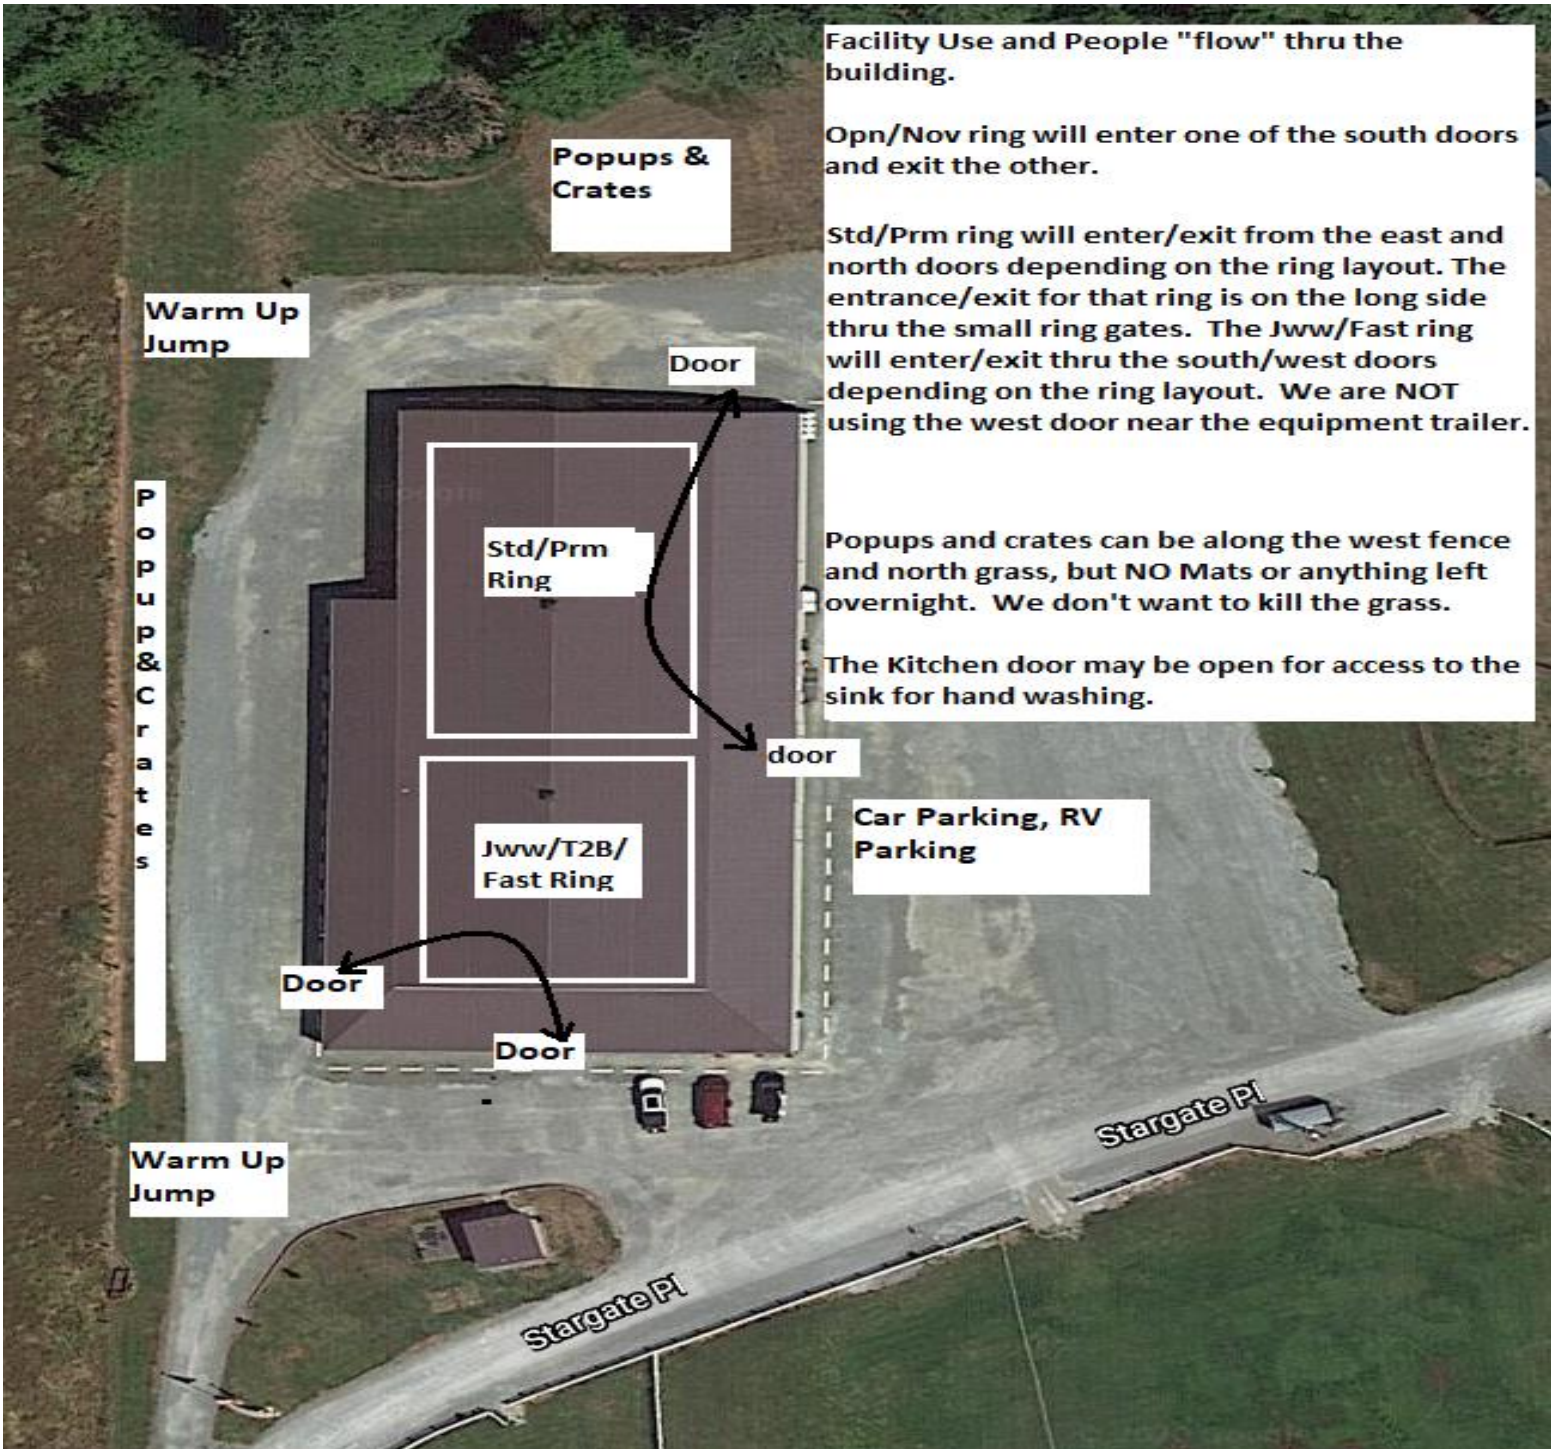 Facility Use and People "flow" thru the
building.
Opn/Nov ring will enter one of the south doors
and exit the other.
Std/Prm ring will enter/exit from the east and
north doors depending on the ring layout. The
entrance/exit for that ring is on the long side
thru the small ring gates.  The Jww/Fast ring
will enter/exit thru the south/west doors
depending on the ring layout.  We are NOT
using the west door near the equipment trailer.
Popups and crates can be along the west fence
and north grass, but NO Mats or anything left
overnight.  We don't want to kill the grass.
The Kitchen door may be open for access to the
sink for hand washing.
Popups &
Crates
Warm Up
Jump
Door
Popup&Crates
Std/Prm
Ring
door
Car Parking, RV
Parking
Jww/T2B/
Fast Ring
Door
Door
Warm Up
Jump
Stargate Pl
Stargate Pl